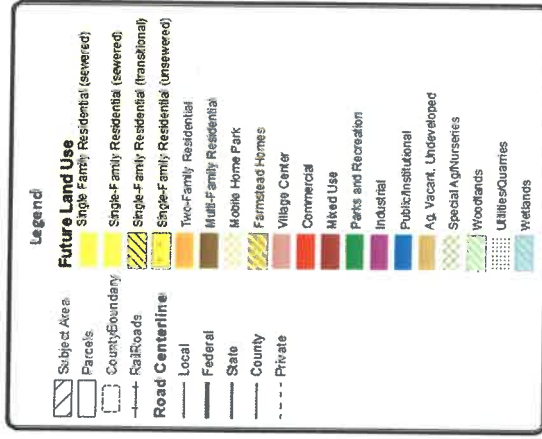 Legend
Subject Area
Parcels
CountyBoundary
RailRoads
Road Centerline
Local
Federal
State
County
Private
Future Land Use
Single Family Residential (sewered)
Single-Family Residential (sewered)
Single-Family Residential (transitional)
Single-Family Residential (unsewered)
Two-Family Residential
Multi-Family Residential
Mobile Home Park
Farmstead Homes
Village Center
Commercial
Mixed Use
Parks and Recreation
Industrial
Public/Institutional
Ag, Vacant, Undeveloped
Special Ag/Nurseries
Woodlands
Utilities/Quarries
Wetlands